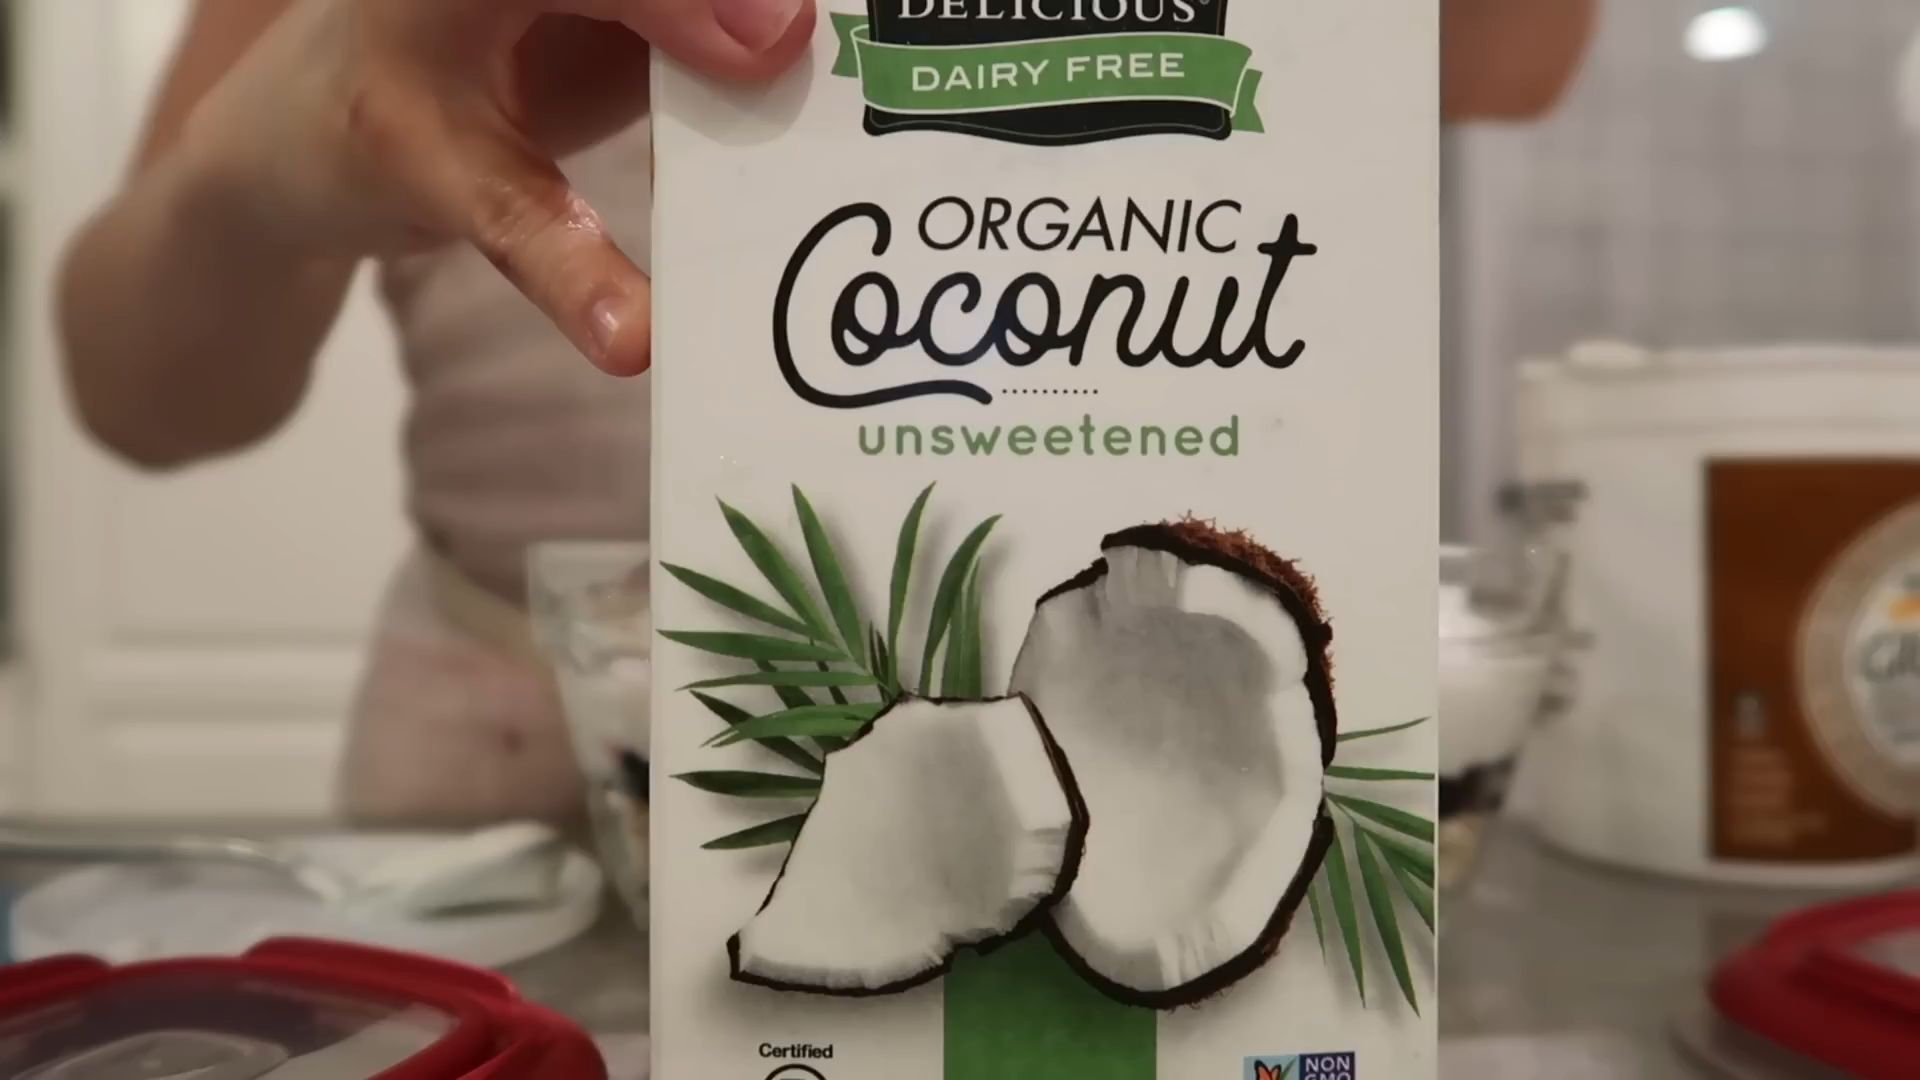 DELICIOUS®
DAIRY FREE
ORGANIC
Coconut
unsweetened
Certified
NON
GMO